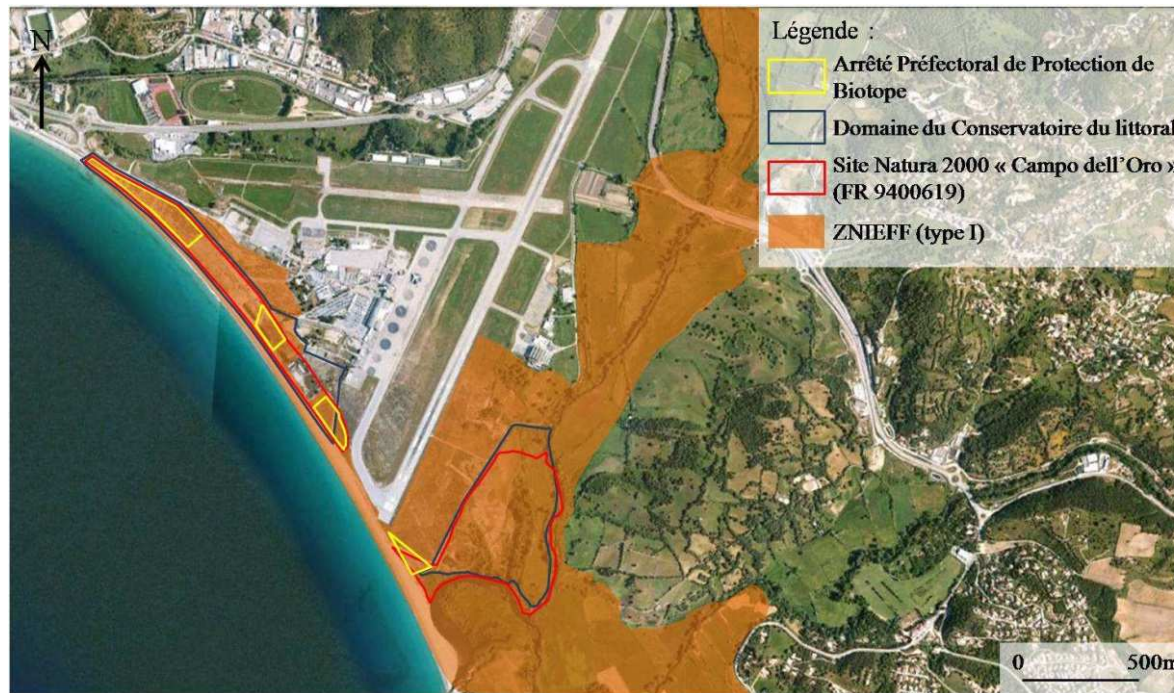 N
Légende :
Arrêté Préfectoral de Protection de
Biotope
Domaine du Conservatoire du littoral
Site Natura 2000 « Campo dell'Oro »
(FR 9400619)
ZNIEFF (type I)
0 500m